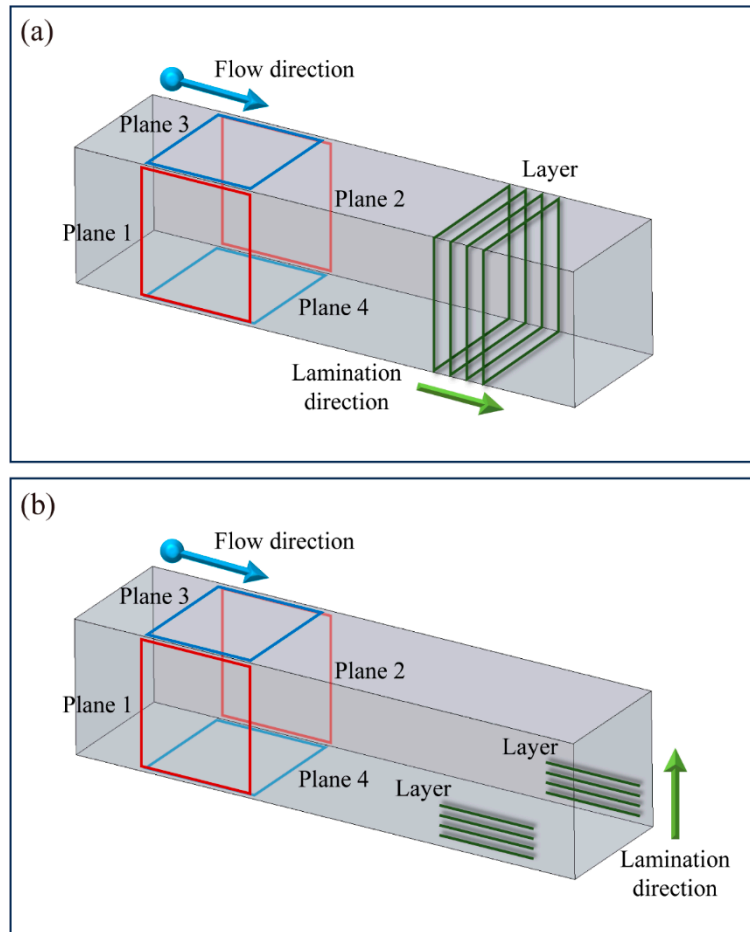 (a)
Flow direction
Plane 3
Layer
Plane 2
Plane 1
Plane 4
Lamination
direction
(b)
Flow direction
Plane 3
Plane 2
Plane 1
Layer
Plane 4
Layer
Lamination
direction